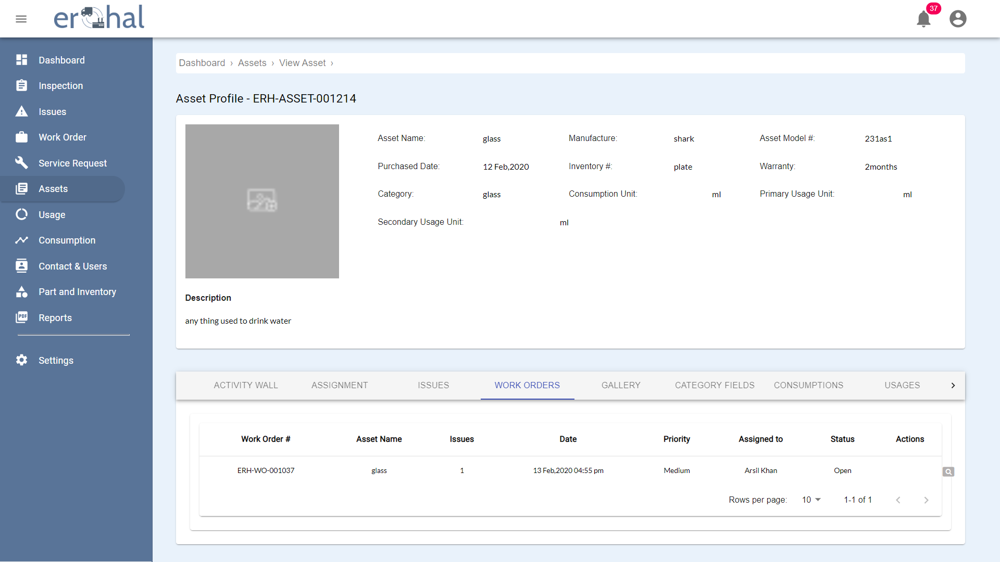 erohal
37
Dashboard
Inspection
Issues
Work Order
Service Request
Assets
Usage
Consumption
Contact & Users
Part and Inventory
PDF
Reports
Settings
Dashboard › Assets › View Asset ›
Asset Profile - ERH-ASSET-001214
Asset Name: glass Manufacture: shark Asset Model #: 231as1
Purchased Date: 12 Feb,2020 Inventory #: plate Warranty: 2months
Category: glass Consumption Unit: ml Primary Usage Unit: ml
Secondary Usage Unit: ml
Description
any thing used to drink water
ACTIVITY WALL ASSIGNMENT ISSUES WORK ORDERS GALLERY CATEGORY FIELDS CONSUMPTIONS USAGES
Work Order # Asset Name Issues Date Priority Assigned to Status Actions
ERH-WO-001037 glass 1 13 Feb,2020 04:55 pm Medium Arsil Khan Open
Rows per page: 10 1-1 of 1